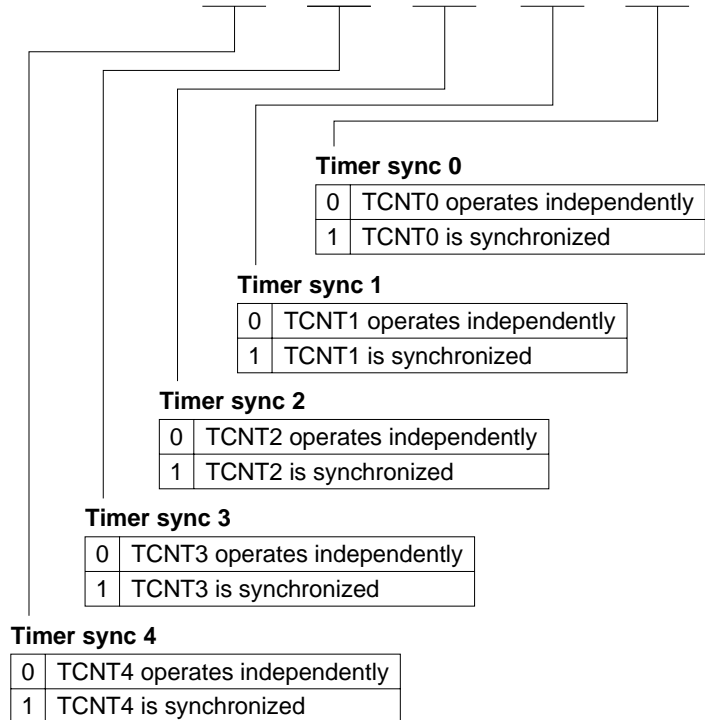 Timer sync 0
0 TCNT0 operates independently
1 TCNT0 is synchronized
Timer sync 1
0 TCNT1 operates independently
1 TCNT1 is synchronized
Timer sync 2
0 TCNT2 operates independently
1 TCNT2 is synchronized
Timer sync 3
0 TCNT3 operates independently
1 TCNT3 is synchronized
Timer sync 4
0 TCNT4 operates independently
1 TCNT4 is synchronized